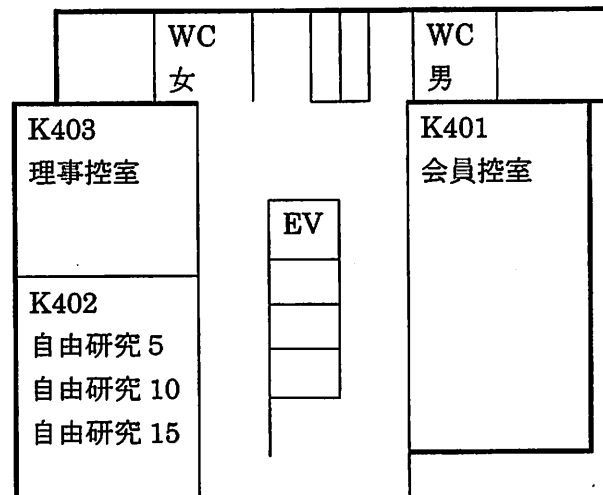 WC
女
WC
男
K403
理事控室
K401
会員控室
EV
K402
自由研究 5
自由研究 10
自由研究 15